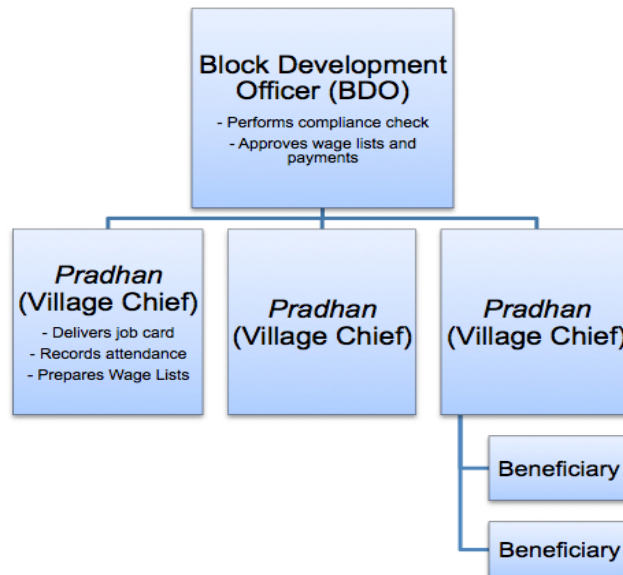 Block Development
Officer (BDO)
- Performs compliance check
- Approves wage lists and
payments
Pradhan
(Village Chief)
- Delivers job card
- Records attendance
- Prepares Wage Lists
Pradhan
(Village Chief)
Pradhan
(Village Chief)
Beneficiary
Beneficiary